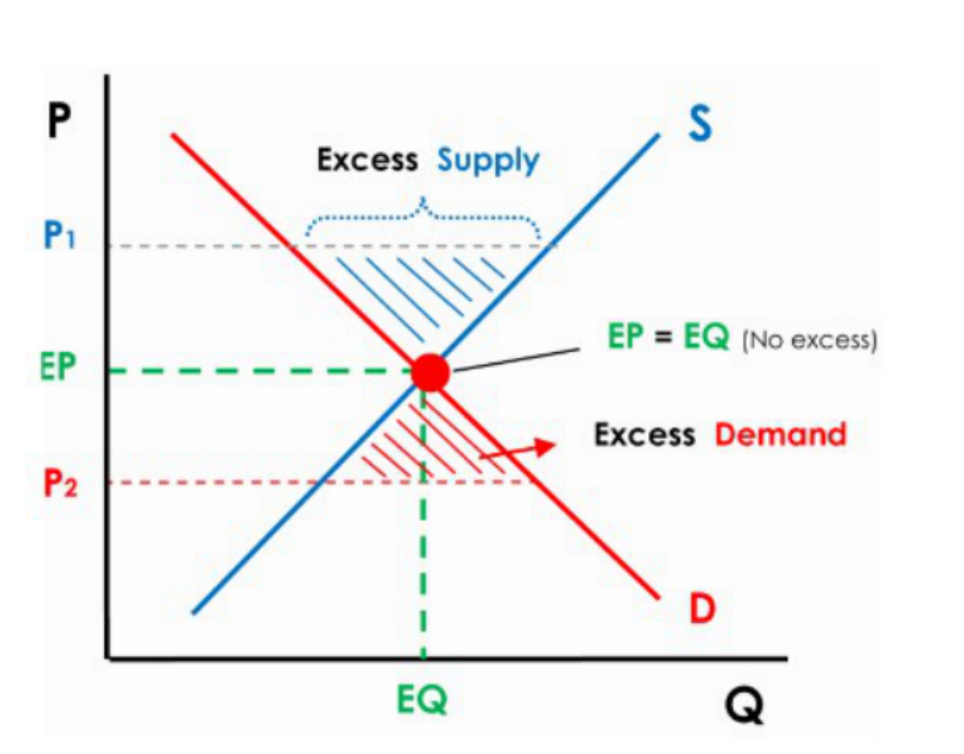 P
S
Excess Supply
P1
EP = EQ (No excess)
EP
Excess Demand
P2
D
EQ
Q